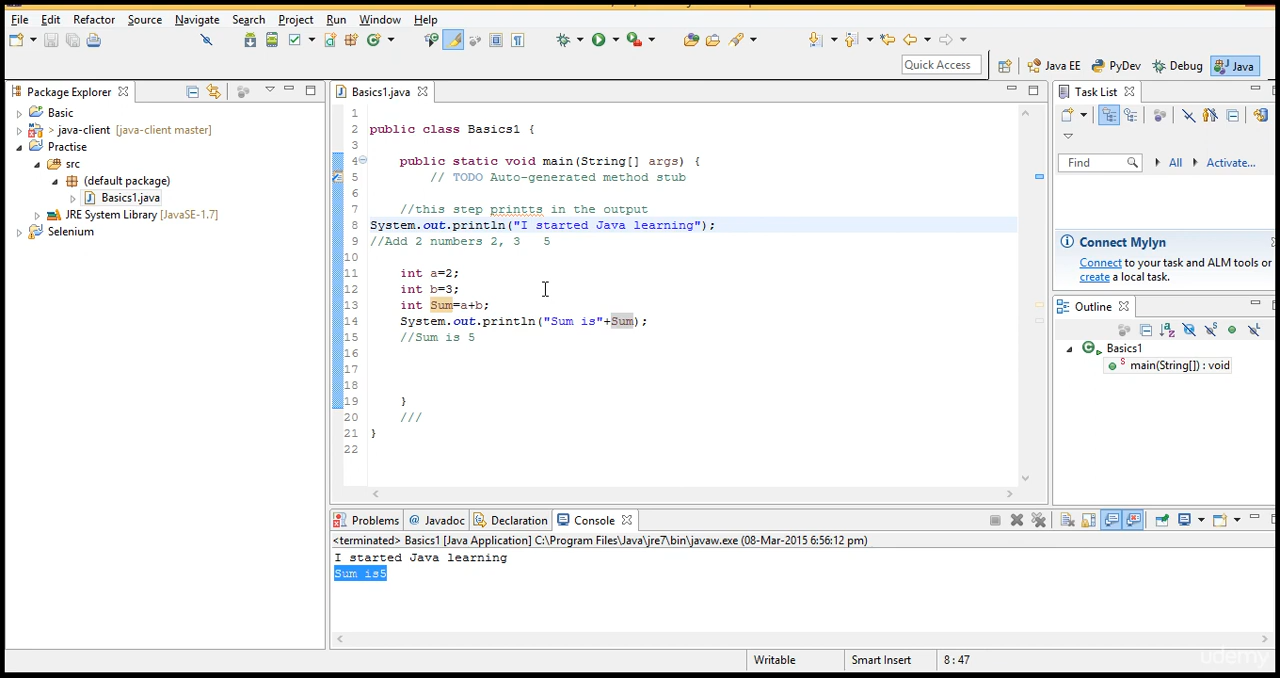 File Edit Refactor Source Navigate Search Project Run Window Help
Quick Access
Java EE PyDev Debug Java
Package Explorer
Basic
> java-client [java-client master]
Practise
src
(default package)
Basics1.java
JRE System Library [JavaSE-1.7]
Selenium
Basics1.java
1
2 public class Basics1 {
3
4 public static void main(String[] args) {
5 // TODO Auto-generated method stub
6
7 //this step printts in the output
8 System.out.println("I started Java learning");
9 //Add 2 numbers 2, 3 5
10
11 int a=2;
12 int b=3;
13 int Sum=a+b;
14 System.out.println("Sum is"+Sum);
15 //Sum is 5
16
17
18
19 }
20 ///
21 }
22
Task List
Find All Activate...
Connect Mylyn
Connect to your task and ALM tools or
create a local task.
Outline
Basics1
main(String[]) : void
Problems @ Javadoc Declaration Console
<terminated> Basics1 [Java Application] C:\Program Files\Java\jre7\bin\javaw.exe (08-Mar-2015 6:56:12 pm)
I started Java learning
Sum is5
Writable Smart Insert 8 : 47
udemy